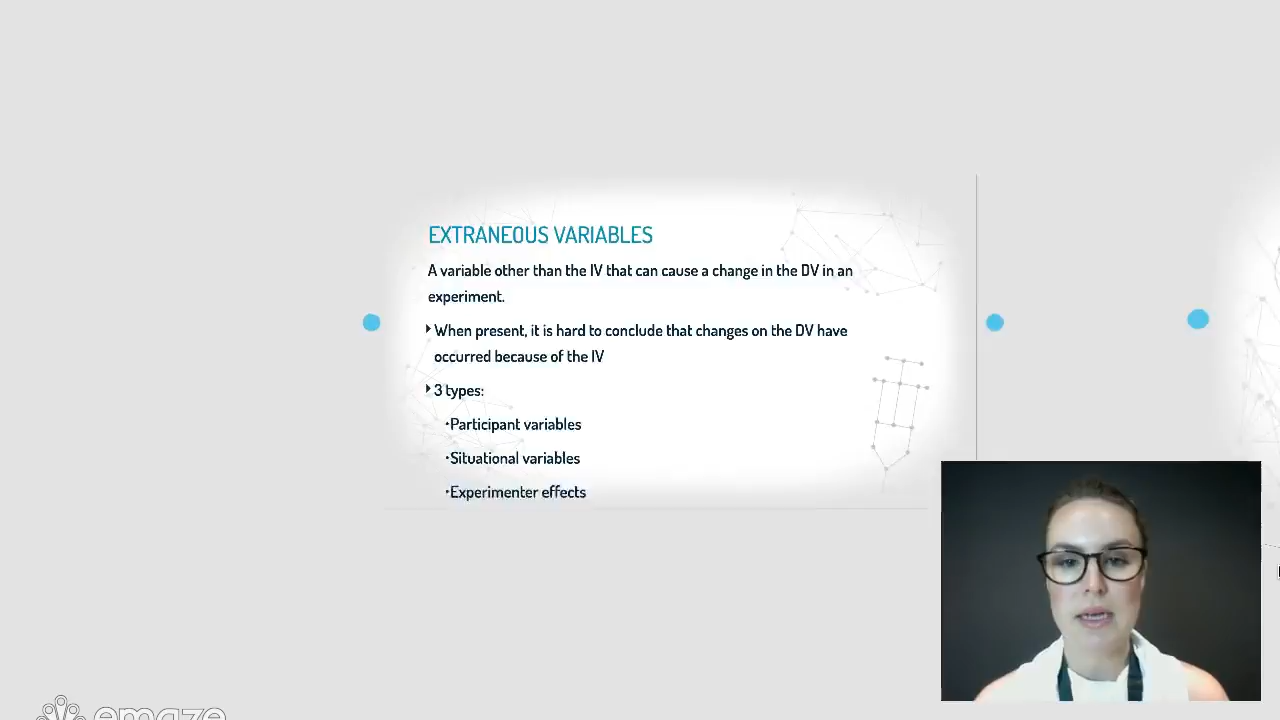 EXTRANEOUS VARIABLES
A variable other than the IV that can cause a change in the DV in an
experiment.
When present, it is hard to conclude that changes on the DV have
occurred because of the IV
3 types:
•Participant variables
•Situational variables
•Experimenter effects
emaze